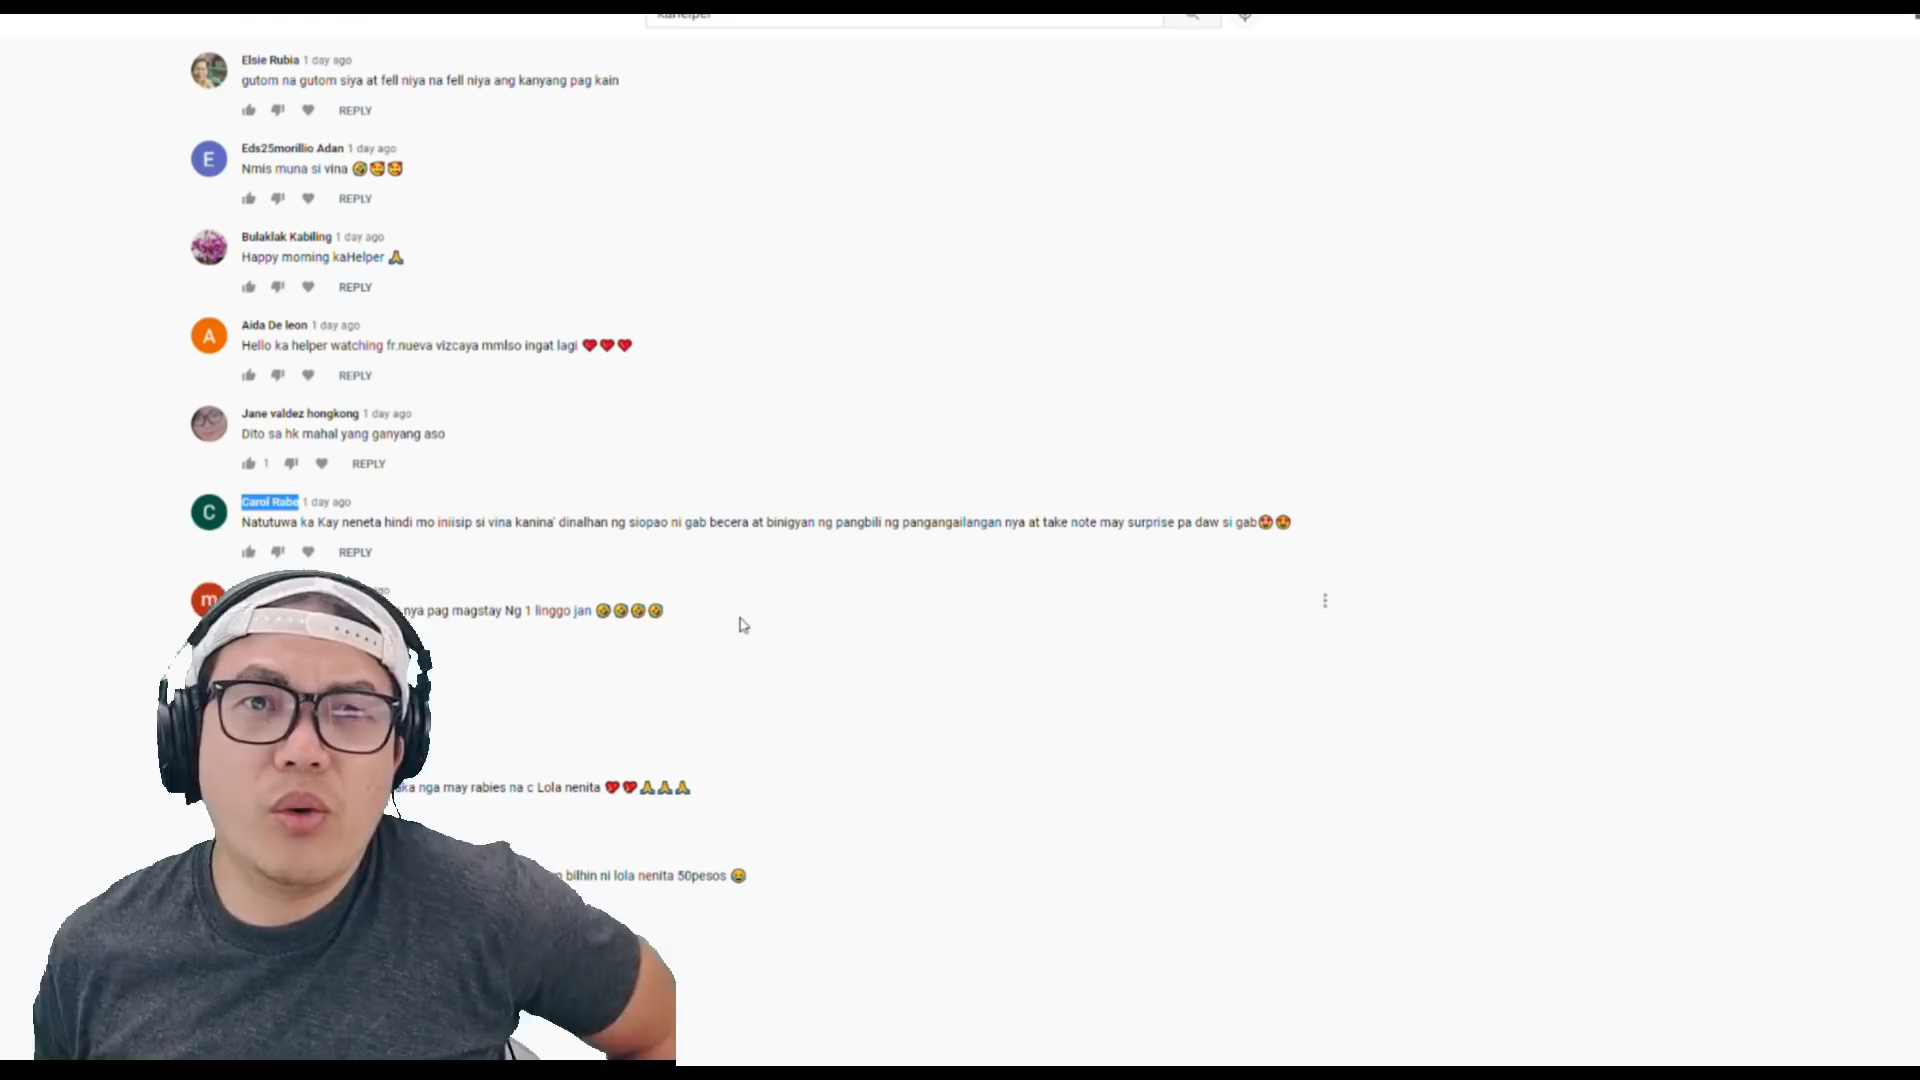 kaHelper
Elsie Rubia 1 day ago
gutom na gutom siya at fell niya na fell niya ang kanyang pag kain
REPLY
E
Eds25morillio Adan 1 day ago
Nmis muna si vina 🤣🥰🥰
REPLY
Bulaklak Kabiling 1 day ago
Happy morning kaHelper 🙏
REPLY
A
Aida De leon 1 day ago
Hello ka helper watching fr.nueva vizcaya mmlso ingat lagi ❤❤❤
REPLY
Jane valdez hongkong 1 day ago
Dito sa hk mahal yang ganyang aso
1 REPLY
C
Carol Rabe 1 day ago
Natutuwa ka Kay neneta hindi mo iniisip si vina kanina' dinalhan ng siopao ni gab becera at binigyan ng pangbili ng pangangailangan nya at take note may surprise pa daw si gab😍😍
REPLY
m
nya pag magstay Ng 1 linggo jan 🤣🤣🤣🤣
nga may rabies na c Lola nenita 💔💔🙏🙏🙏
bilhin ni lola nenita 50pesos 😂